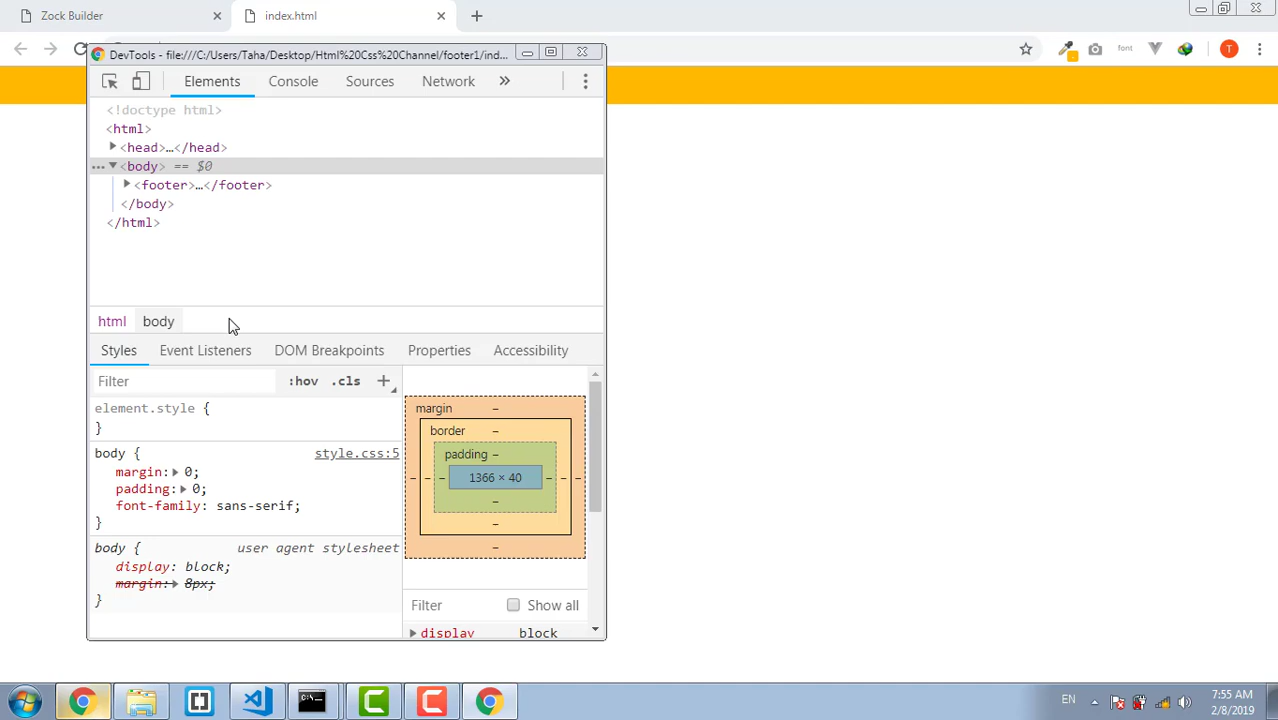 Zock Builder
index.html
font
T
DevTools - file:///C:/Users/Taha/Desktop/Html%20Css%20Channel/footer1/ind...
Elements Console Sources Network »
<!doctype html>
<html>
<head>…</head>
<body> == $0
<footer>…</footer>
</body>
</html>
html body
Styles Event Listeners DOM Breakpoints Properties Accessibility
Filter :hov .cls +
element.style {
}
body { style.css:5
margin: 0;
padding: 0;
font-family: sans-serif;
}
body { user agent stylesheet
display: block;
margin: 8px;
}
margin –
border –
padding –
– – – 1366 × 40 – – –
–
–
–
Filter Show all
display block
EN
7:55 AM
2/8/2019